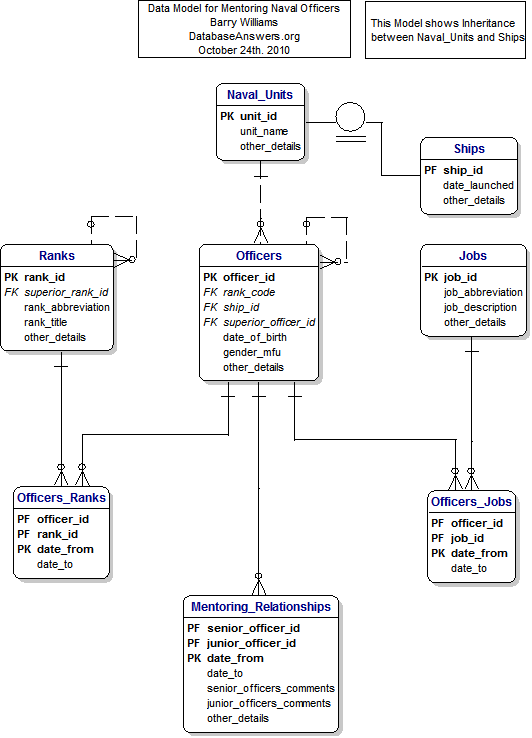 Data Model for Mentoring Naval Officers
Barry Williams
DatabaseAnswers.org
October 24th. 2010
This Model shows Inheritance
between Naval_Units and Ships
Naval_Units
PK unit_id
unit_name
other_details
Ships
PF ship_id
date_launched
other_details
Ranks
PK rank_id
FK superior_rank_id
rank_abbreviation
rank_title
other_details
Officers
PK officer_id
FK rank_code
FK ship_id
FK superior_officer_id
date_of_birth
gender_mfu
other_details
Jobs
PK job_id
job_abbreviation
job_description
other_details
Officers_Ranks
PF officer_id
PF rank_id
PK date_from
date_to
Officers_Jobs
PF officer_id
PF job_id
PK date_from
date_to
Mentoring_Relationships
PF senior_officer_id
PF junior_officer_id
PK date_from
date_to
senior_officers_comments
junior_officers_comments
other_details